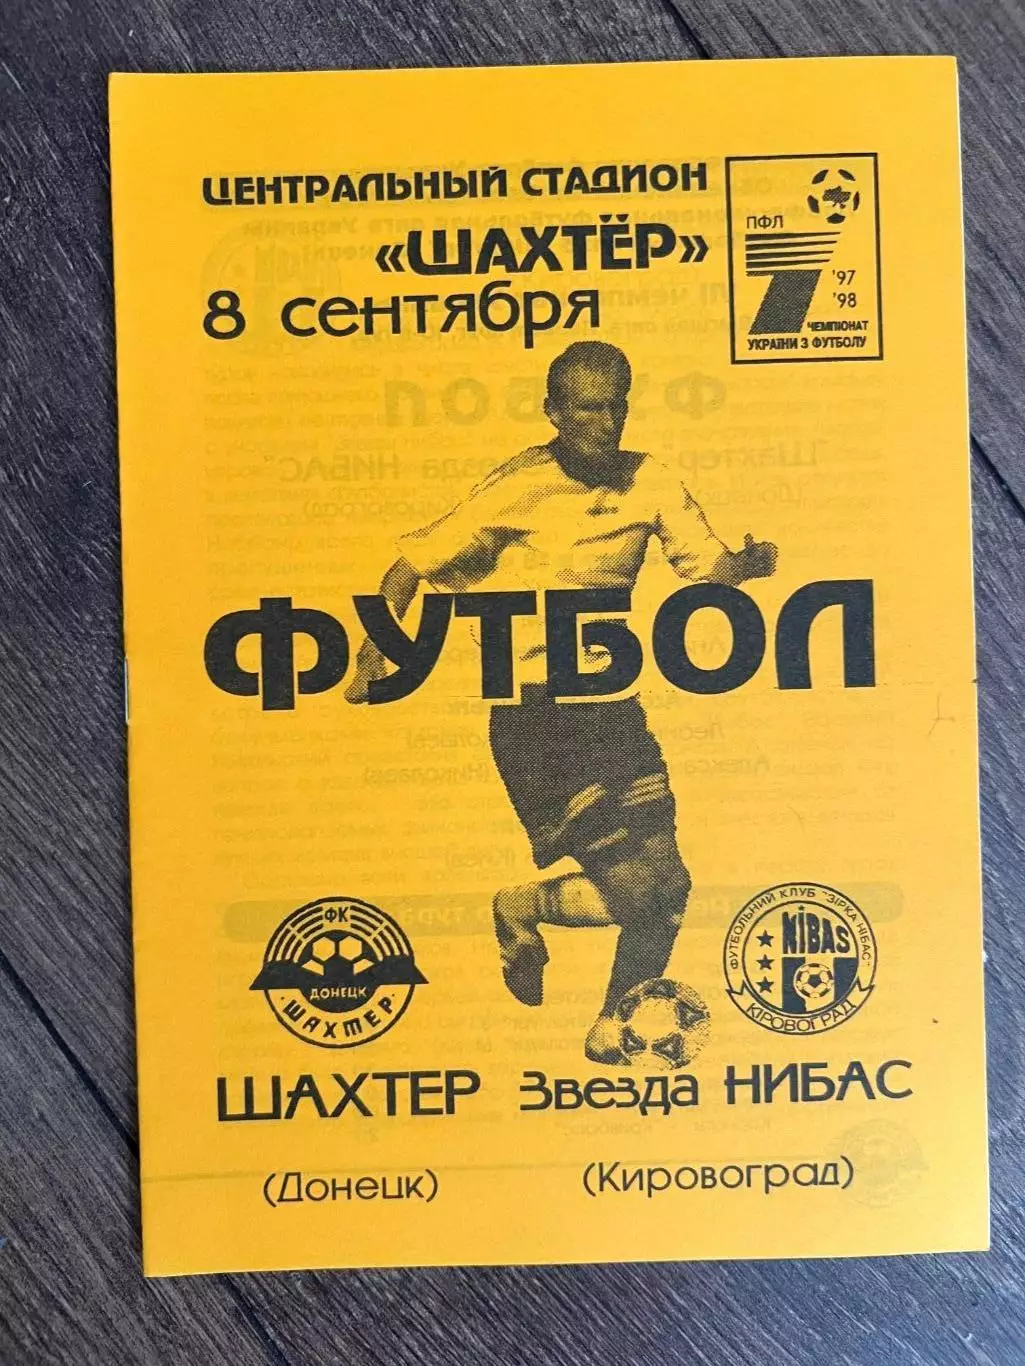 ЦЕНТРАЛЬНЫЙ СТАДИОН
«ШАХТЁР»
8 сентября
ПФЛ
7
'97
'98
ЧЕМПІОНАТ
УКРАЇНИ З ФУТБОЛУ
ФУТБОЛ
ФК
ДОНЕЦК
ШАХТЕР
ФУТБОЛЬНИЙ КЛУБ "ЗІРКА НІБАС"
NIBAS
КІРОВОГРАД
ШАХТЕР Звезда НИБАС
(Донецк) (Кировоград)